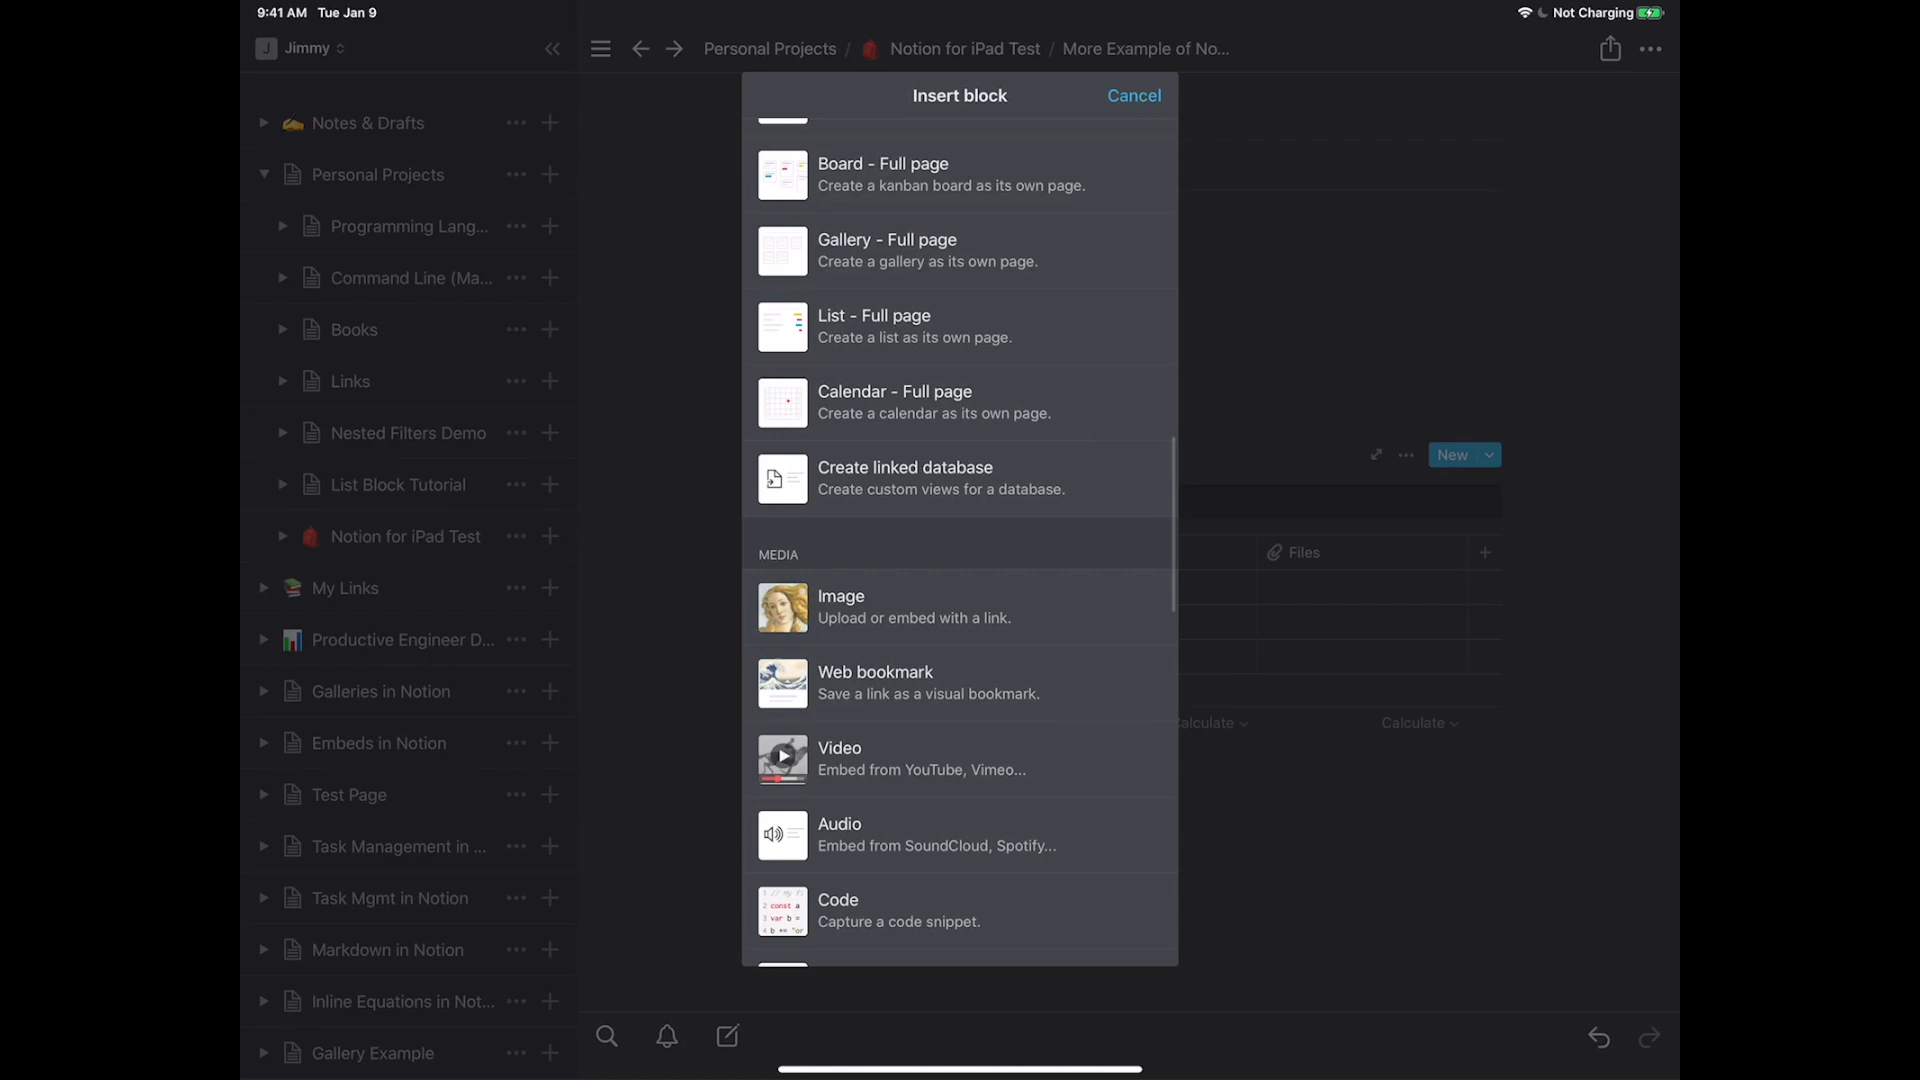 9:41 AM Tue Jan 9
Not Charging
J Jimmy
Personal Projects / Notion for iPad Test / More Example of No...
Notes & Drafts
Personal Projects
Programming Lang...
Command Line (Ma...
Books
Links
Nested Filters Demo
List Block Tutorial
Notion for iPad Test
My Links
Productive Engineer D...
Galleries in Notion
Embeds in Notion
Test Page
Task Management in ...
Task Mgmt in Notion
Markdown in Notion
Inline Equations in Not...
Gallery Example
Insert block
Cancel
Board - Full page
Create a kanban board as its own page.
Gallery - Full page
Create a gallery as its own page.
List - Full page
Create a list as its own page.
Calendar - Full page
Create a calendar as its own page.
Create linked database
Create custom views for a database.
MEDIA
Image
Upload or embed with a link.
Web bookmark
Save a link as a visual bookmark.
Video
Embed from YouTube, Vimeo...
Audio
Embed from SoundCloud, Spotify...
Code
Capture a code snippet.
2 const a
3 var b =
4 b += "or
New
Files
alculate
Calculate